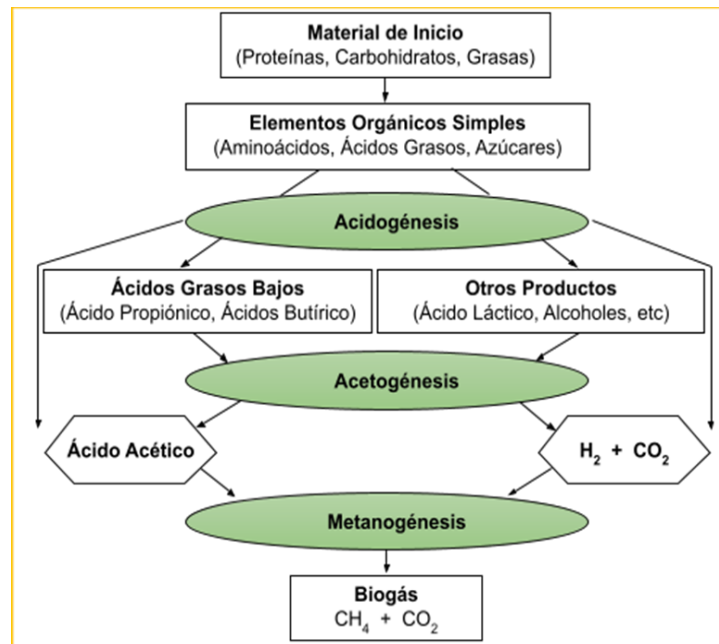 Material de Inicio
(Proteínas, Carbohidratos, Grasas)
Elementos Orgánicos Simples
(Aminoácidos, Ácidos Grasos, Azúcares)
Acidogénesis
Ácidos Grasos Bajos
(Ácido Propiónico, Ácidos Butírico)
Otros Productos
(Ácido Láctico, Alcoholes, etc)
Acetogénesis
Ácido Acético
H₂ + CO₂
Metanogénesis
Biogás
CH₄ + CO₂